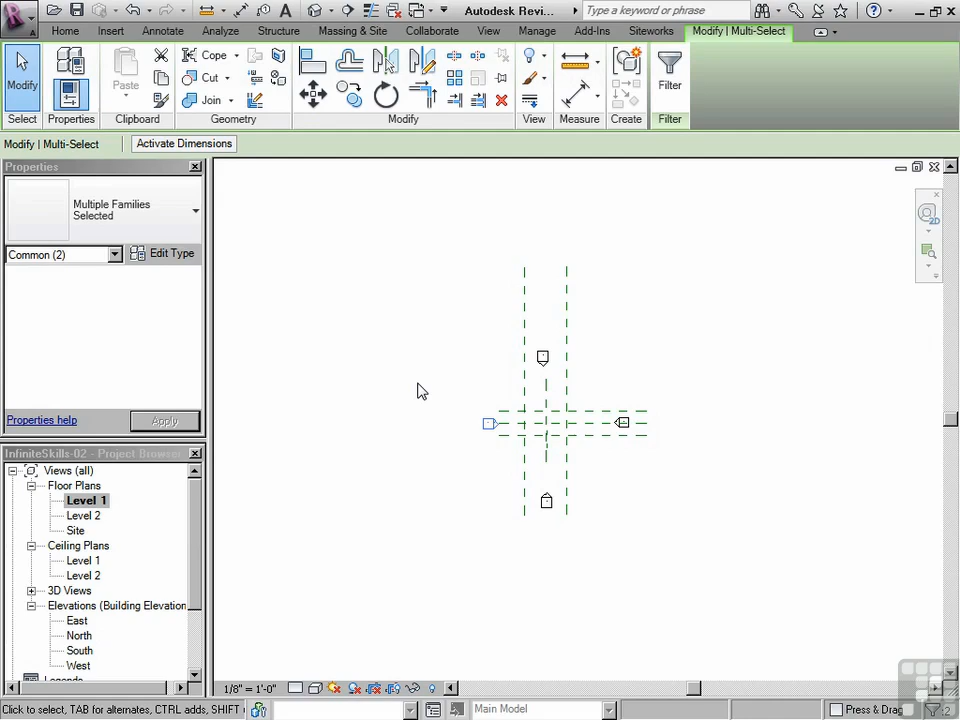 Autodesk Revi...
Type a keyword or phrase
Home Insert Annotate Analyze Structure Massing & Site Collaborate View Manage Add-Ins Siteworks Modify | Multi-Select
Modify
Paste
Cope
Cut
Join
Filter
Select Properties Clipboard Geometry Modify View Measure Create Filter
Modify | Multi-Select Activate Dimensions
Properties
Multiple Families
Selected
Common (2) Edit Type
Properties help Apply
InfiniteSkills-02 - Project Browser
Views (all)
Floor Plans
Level 1
Level 2
Site
Ceiling Plans
Level 1
Level 2
3D Views
Elevations (Building Elevation
East
North
South
West
Legends
2D
1/8" = 1'-0"
Click to select, TAB for alternates, CTRL adds, SHIFT
Main Model
Press & Drag
:2